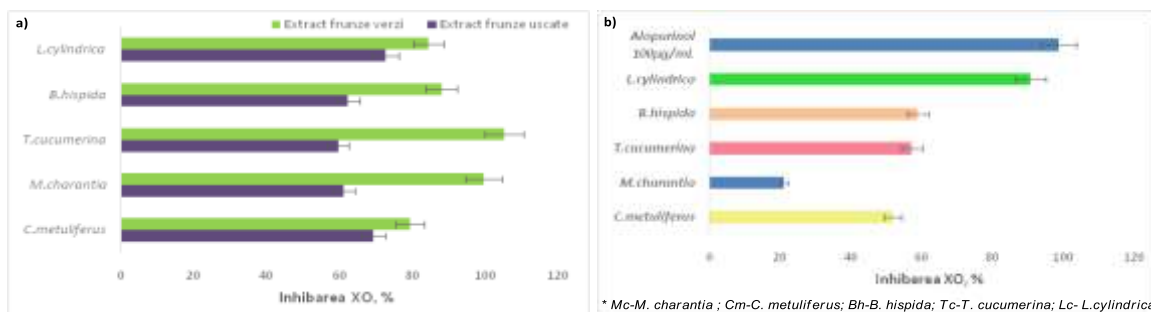 a)
Extract frunze verzi Extract frunze uscate
L.cylindrica
B.hispida
T.cucumerina
M.charantia
C.metuliferus
0 20 40 60 80 100 120
Inhibarea XO, %
b)
Alopurinol
100µg/mL
L.cylindrica
B.hispida
T.cucumerina
M.charantia
C.metuliferus
0 20 40 60 80 100 120
Inhibarea XO, %
* Mc-M. charantia ; Cm-C. metuliferus; Bh-B. hispida; Tc-T. cucumerina; Lc- L.cylindrica